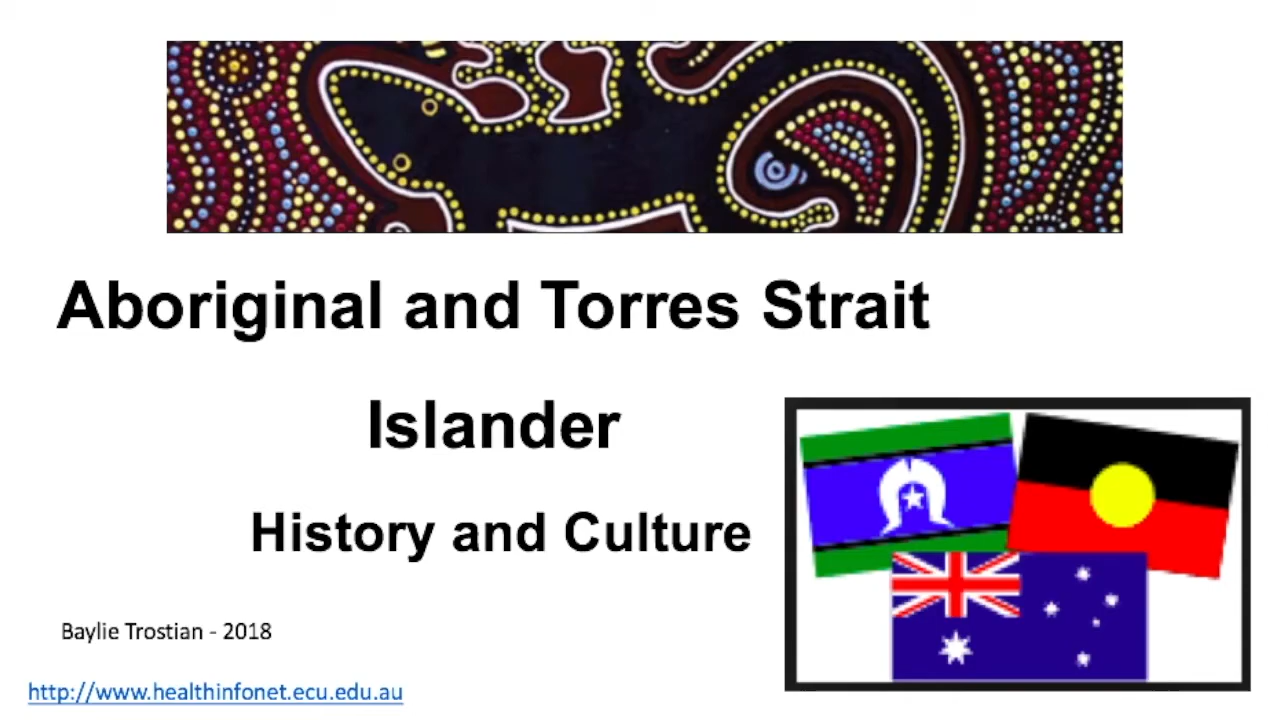 Aboriginal and Torres Strait
Islander
History and Culture
Baylie Trostian - 2018
http://www.healthinfonet.ecu.edu.au